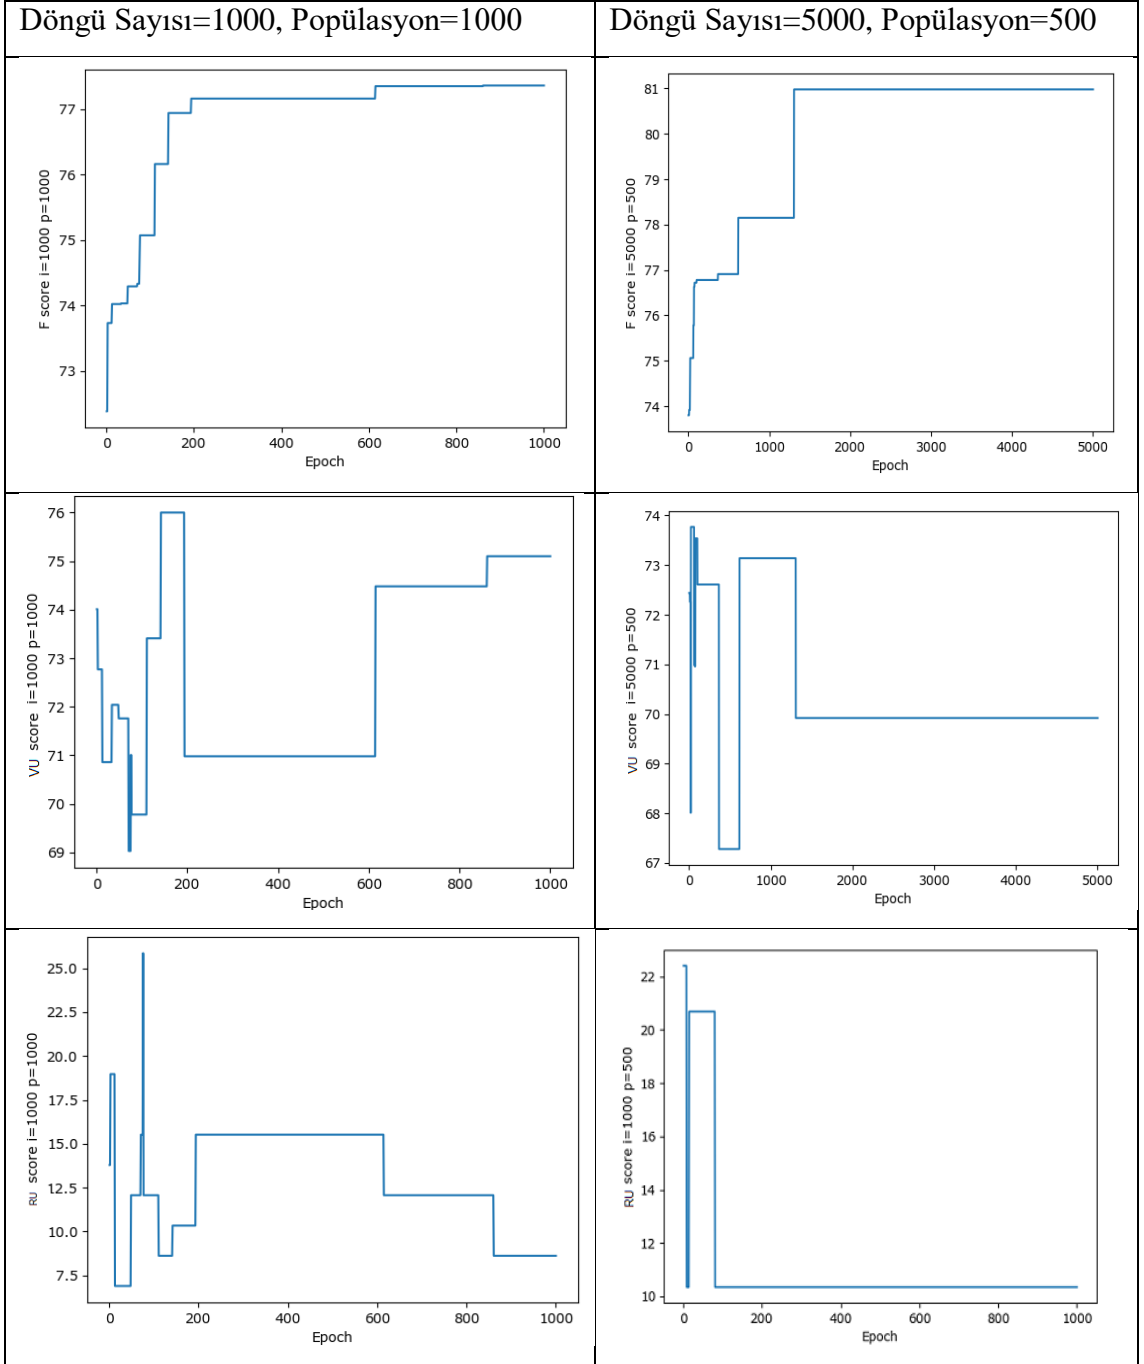 Döngü Sayısı=1000, Popülasyon=1000
Döngü Sayısı=5000, Popülasyon=500
F score i=1000 p=1000
77
76
75
74
73
0 200 400 600 800 1000
Epoch
F score i=5000 p=500
81
80
79
78
77
76
75
74
0 1000 2000 3000 4000 5000
Epoch
VU score i=1000 p=1000
76
75
74
73
72
71
70
69
0 200 400 600 800 1000
Epoch
VU score i=5000 p=500
74
73
72
71
70
69
68
67
0 1000 2000 3000 4000 5000
Epoch
RU score i=1000 p=1000
25.0
22.5
20.0
17.5
15.0
12.5
10.0
7.5
0 200 400 600 800 1000
Epoch
RU score i=1000 p=500
22
20
18
16
14
12
10
0 200 400 600 800 1000
Epoch